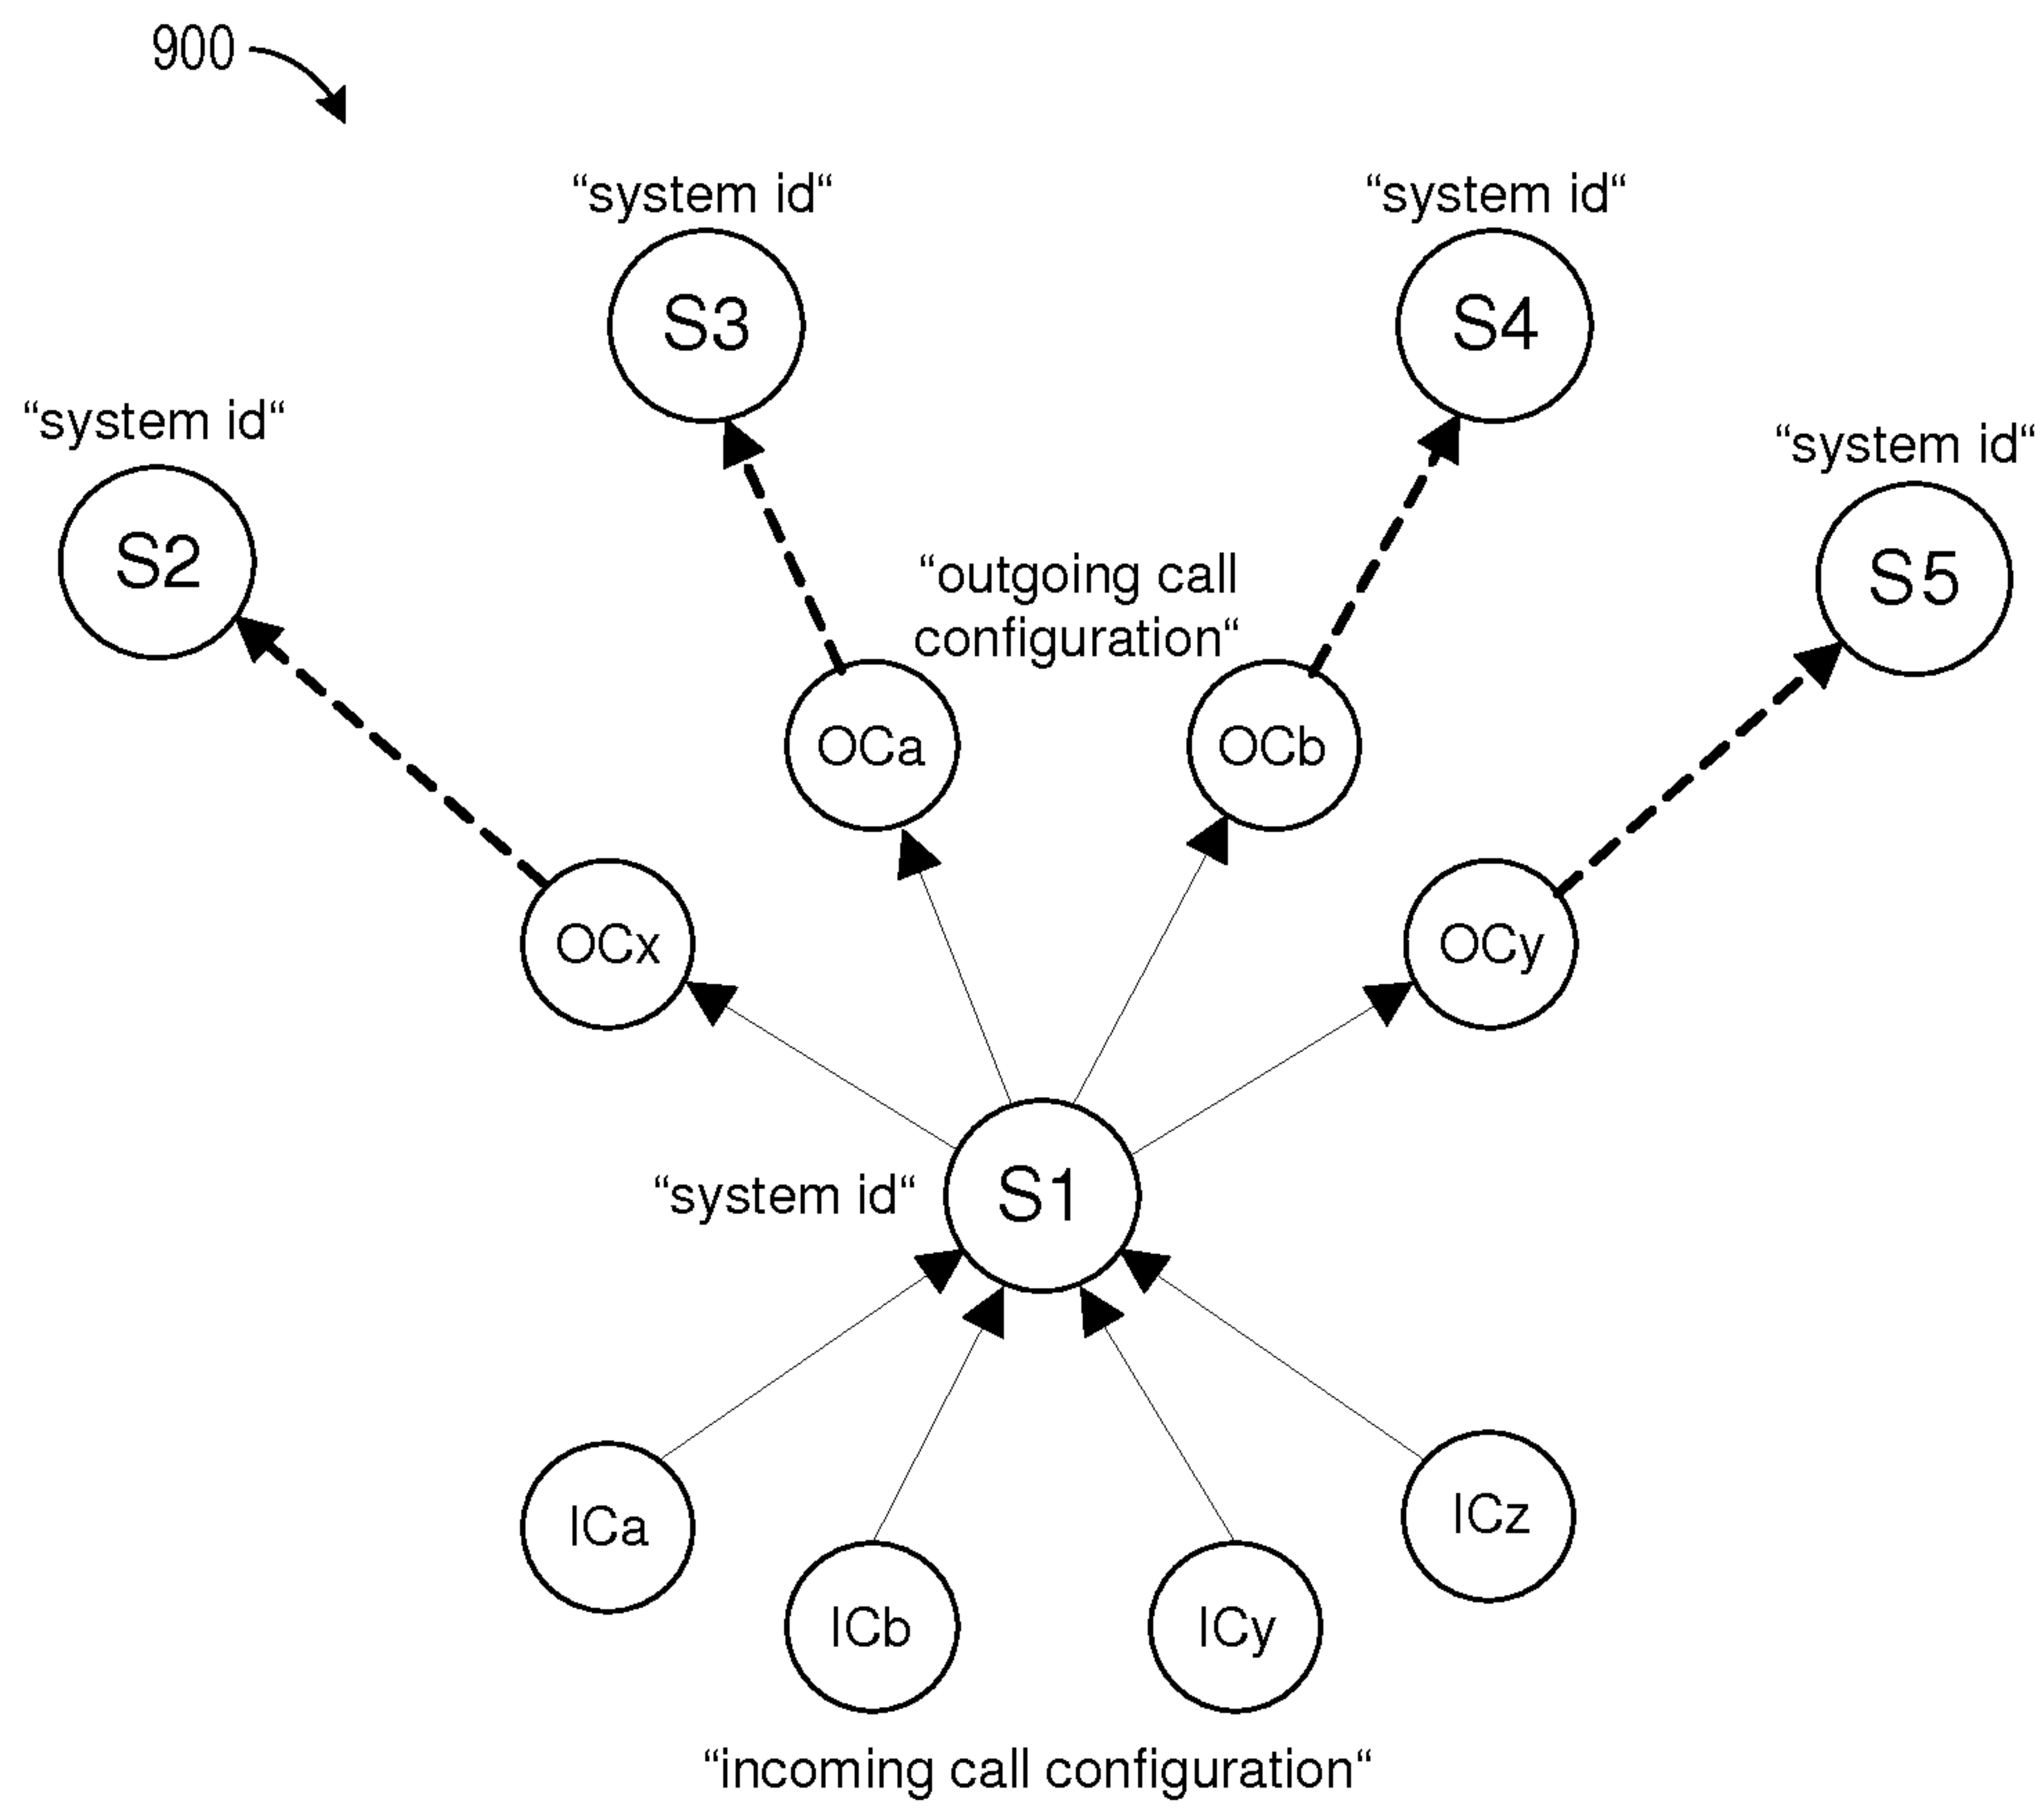 900
“system id“
“system id“
S3
S4
“system id“
“system id“
S2
S5
“outgoing call
configuration“
OCa
OCb
OCx
OCy
“system id“
S1
ICa
ICz
ICb
ICy
“incoming call configuration“